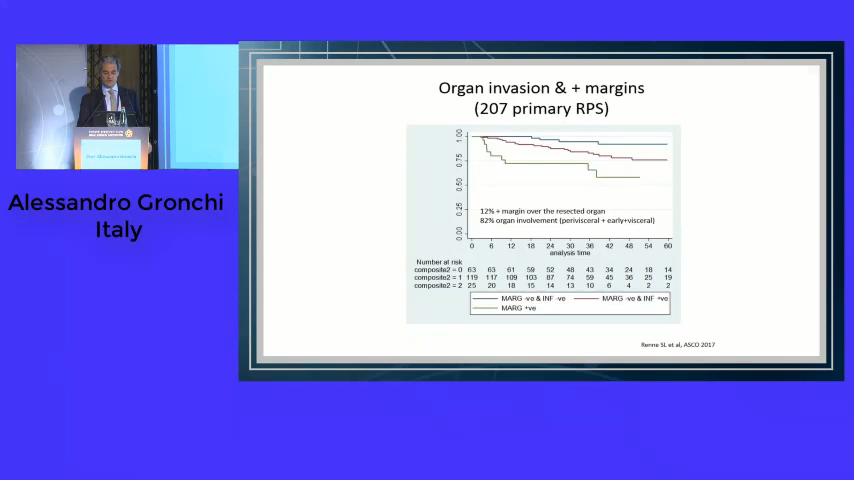 Alessandro Gronchi
Italy
Organ invasion & + margins
(207 primary RPS)
1.00
0.75
0.50
0.25
0.00
12% + margin over the resected organ
82% organ involvement (perivisceral + early+visceral)
0 6 12 18 24 30 36 42 48 54 60
analysis time
Number at risk
composite2 = 0 63 63 61 59 52 48 43 34 24 18 14
composite2 = 1 119 117 109 103 87 74 59 45 36 25 19
composite2 = 2 25 20 18 15 14 13 10 6 4 2 2
MARG -ve & INF -ve MARG -ve & INF +ve
MARG +ve
Renne SL et al, ASCO 2017